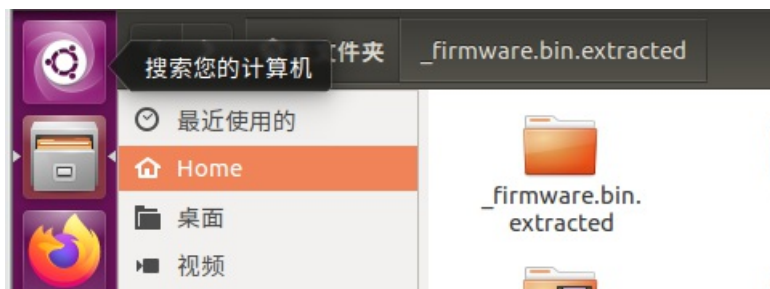 搜索您的计算机
件夹
_firmware.bin.extracted
最近使用的
Home
_firmware.bin.
extracted
桌面
视频